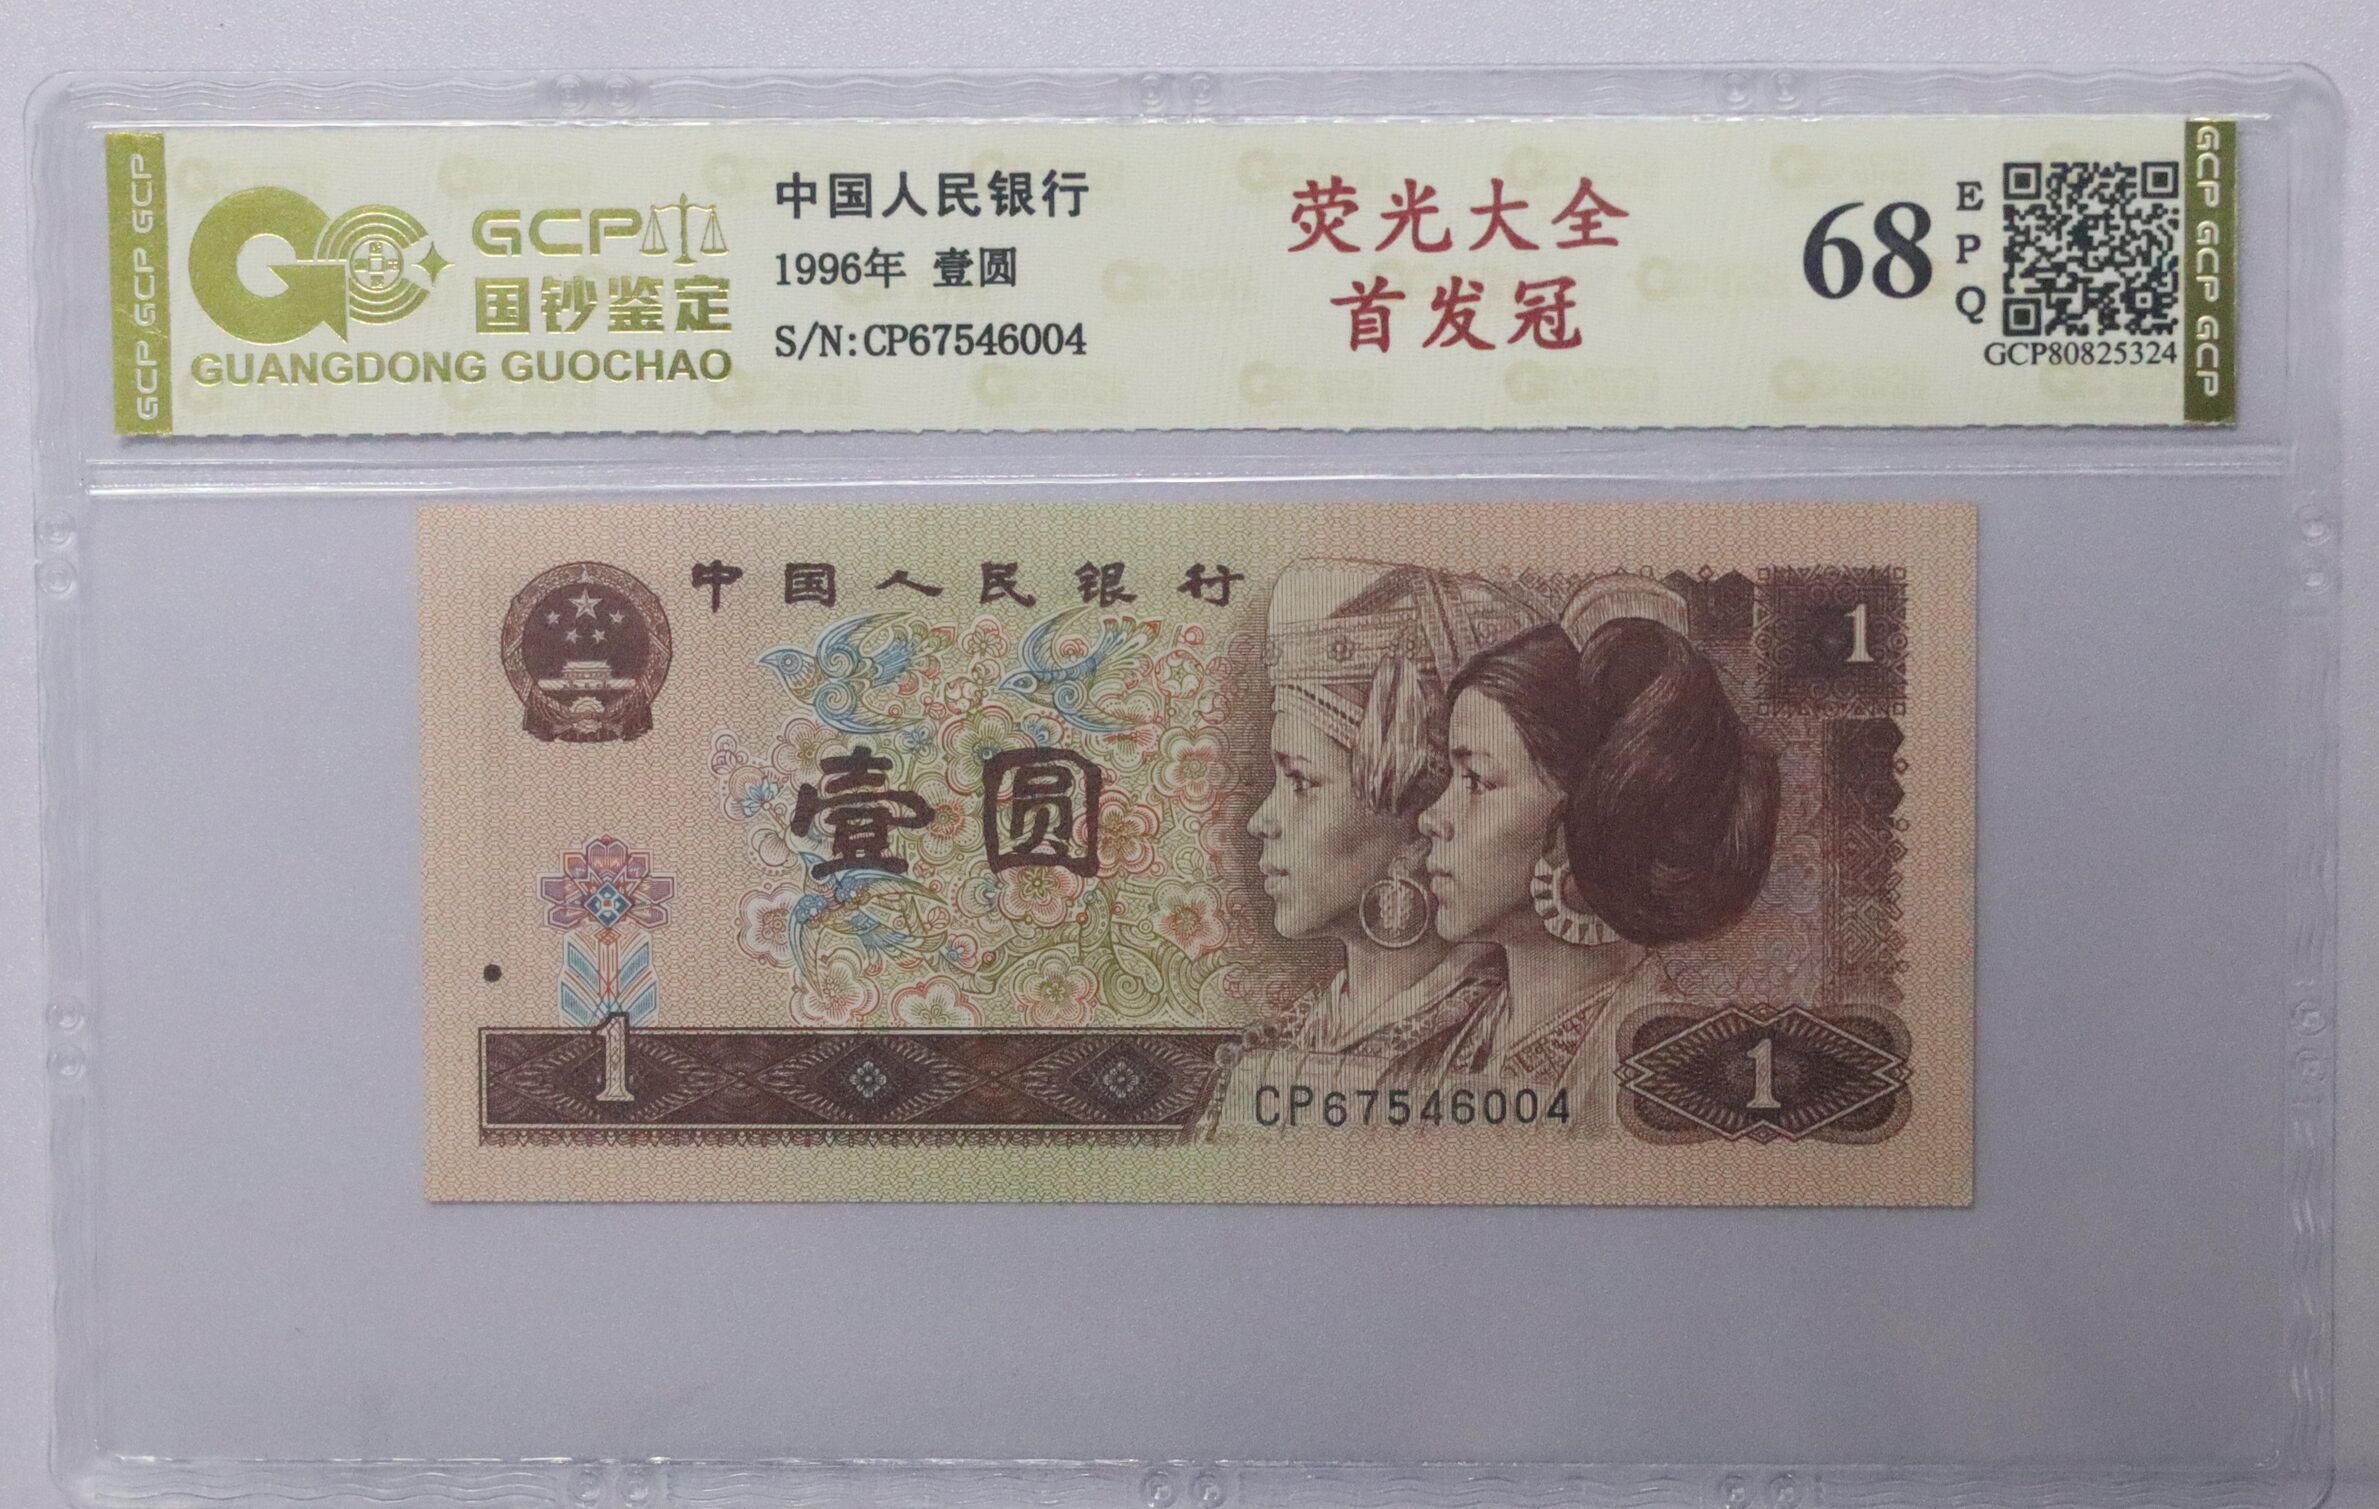 GCP GCP GCP
GCP
国钞鉴定
GUANGDONG GUOCHAO
中国人民银行
1996年 壹圆
S/N:CP67546004
荧光大全
首发冠
68
EPQ
GCP80825324
GCP GCP GCP
中国人民银行
1
壹圆
1
1
CP67546004